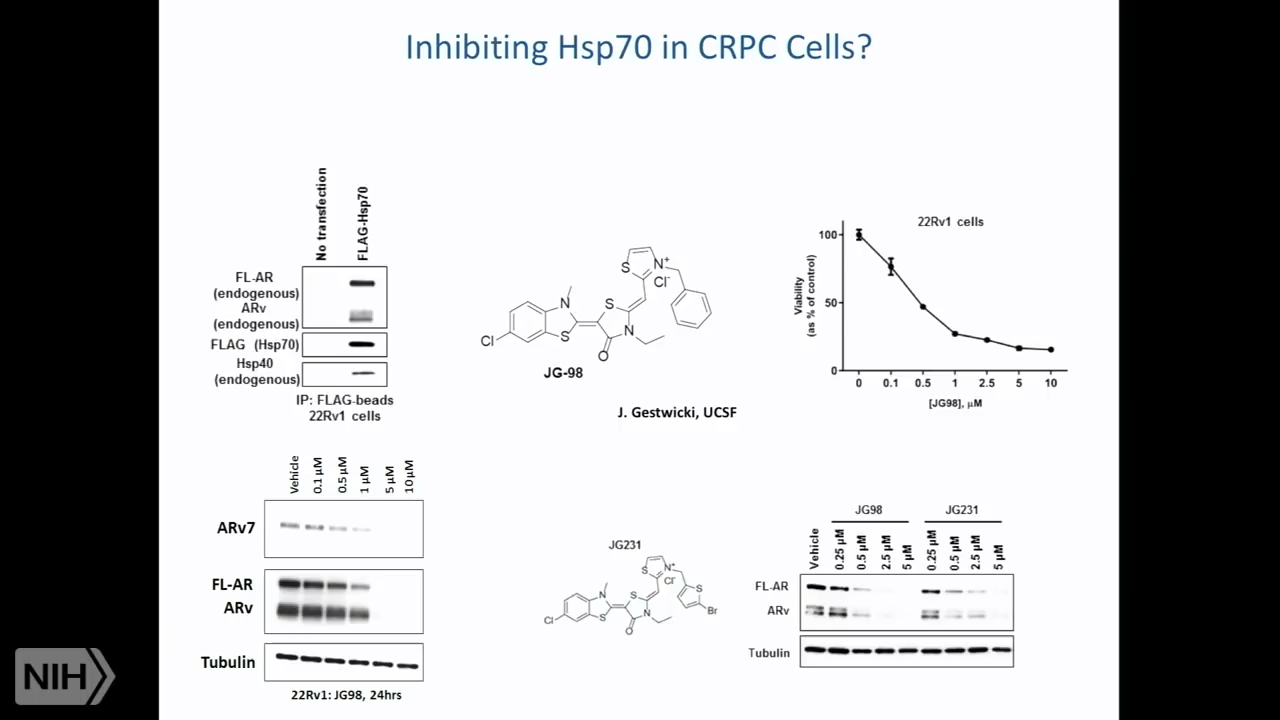 Inhibiting Hsp70 in CRPC Cells?
No transfection
FLAG-Hsp70
FL-AR
(endogenous)
ARv
(endogenous)
FLAG (Hsp70)
Hsp40
(endogenous)
IP: FLAG-beads
22Rv1 cells
S
N+
Cl-
N
S
Cl
S
N
O
JG-98
J. Gestwicki, UCSF
22Rv1 cells
Viability
(as % of control)
100
50
0
0 0.1 0.5 1 2.5 5 10
[JG98], µM
Vehicle
0.1 µM
0.5 µM
1 µM
5 µM
10 µM
ARv7
FL-AR
ARv
Tubulin
22Rv1: JG98, 24hrs
JG231
S
N+
Cl-
N
S
S
Br
Cl
S
N
O
JG98 JG231
Vehicle
0.25 µM
0.5 µM
2.5 µM
5 µM
0.25 µM
0.5 µM
2.5 µM
5 µM
FL-AR
ARv
Tubulin
NIH